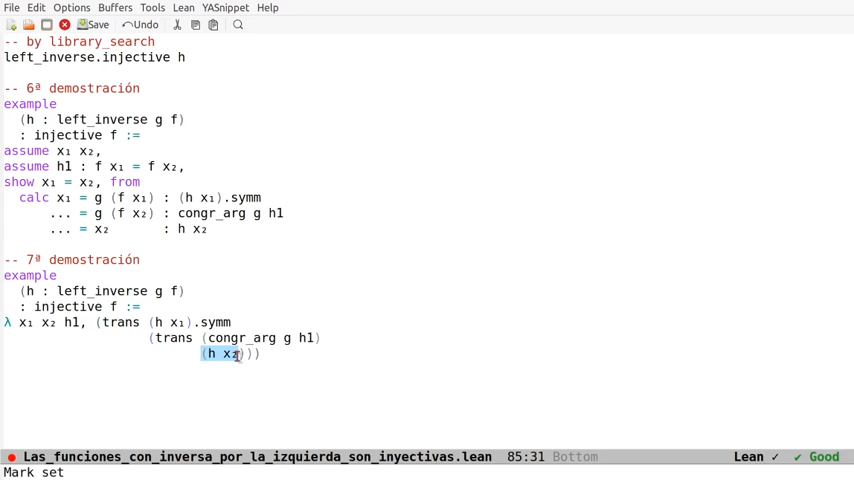 File Edit Options Buffers Tools Lean YASnippet Help
Save Undo
-- by library_search
left_inverse.injective h
-- 6ª demostración
example
(h : left_inverse g f)
: injective f :=
assume x₁ x₂,
assume h1 : f x₁ = f x₂,
show x₁ = x₂, from
calc x₁ = g (f x₁) : (h x₁).symm
... = g (f x₂) : congr_arg g h1
... = x₂ : h x₂
-- 7ª demostración
example
(h : left_inverse g f)
: injective f :=
λ x₁ x₂ h1, (trans (h x₁).symm
(trans (congr_arg g h1)
(h x₂)))
Las_funciones_con_inversa_por_la_izquierda_son_inyectivas.lean 85:31 Bottom Lean ✓ ✔ Good
Mark set